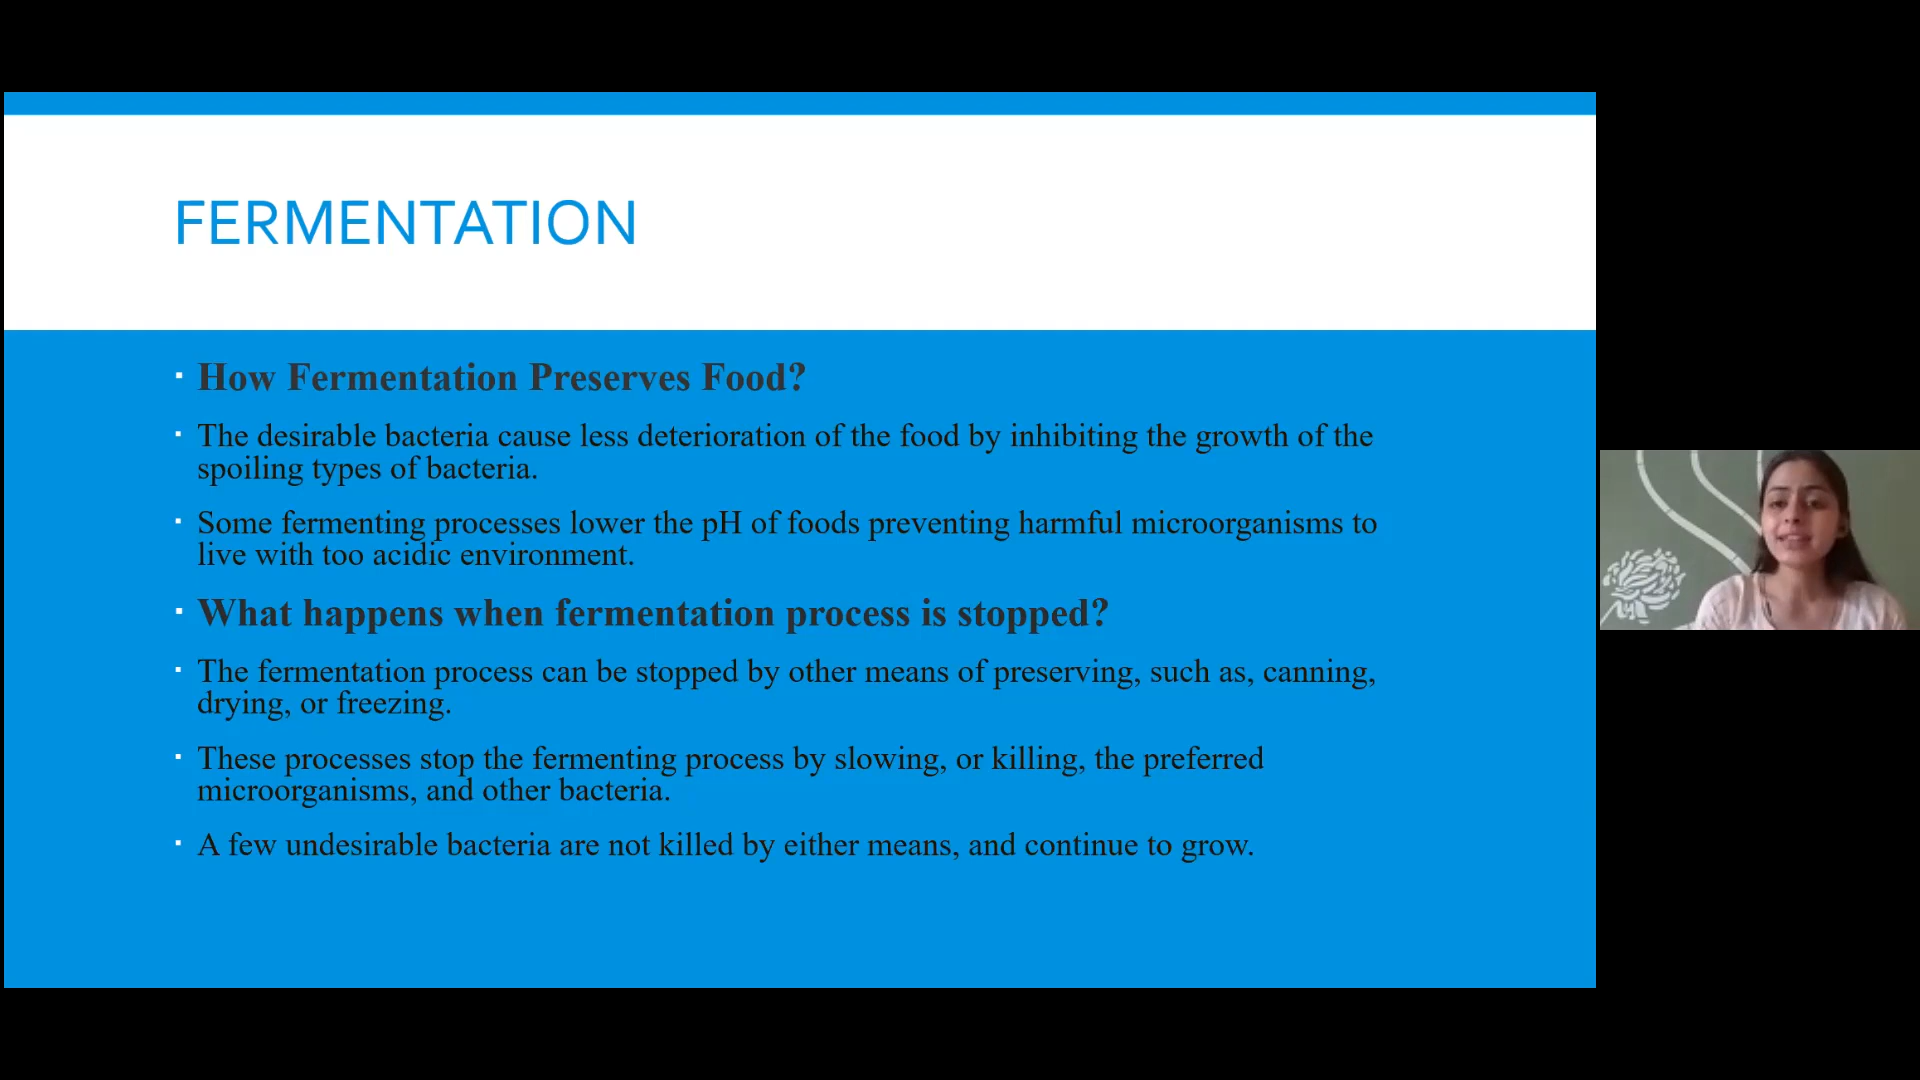 FERMENTATION
▪ How Fermentation Preserves Food?
▪ The desirable bacteria cause less deterioration of the food by inhibiting the growth of the
spoiling types of bacteria.
▪ Some fermenting processes lower the pH of foods preventing harmful microorganisms to
live with too acidic environment.
▪ What happens when fermentation process is stopped?
▪ The fermentation process can be stopped by other means of preserving, such as, canning,
drying, or freezing.
▪ These processes stop the fermenting process by slowing, or killing, the preferred
microorganisms, and other bacteria.
▪ A few undesirable bacteria are not killed by either means, and continue to grow.